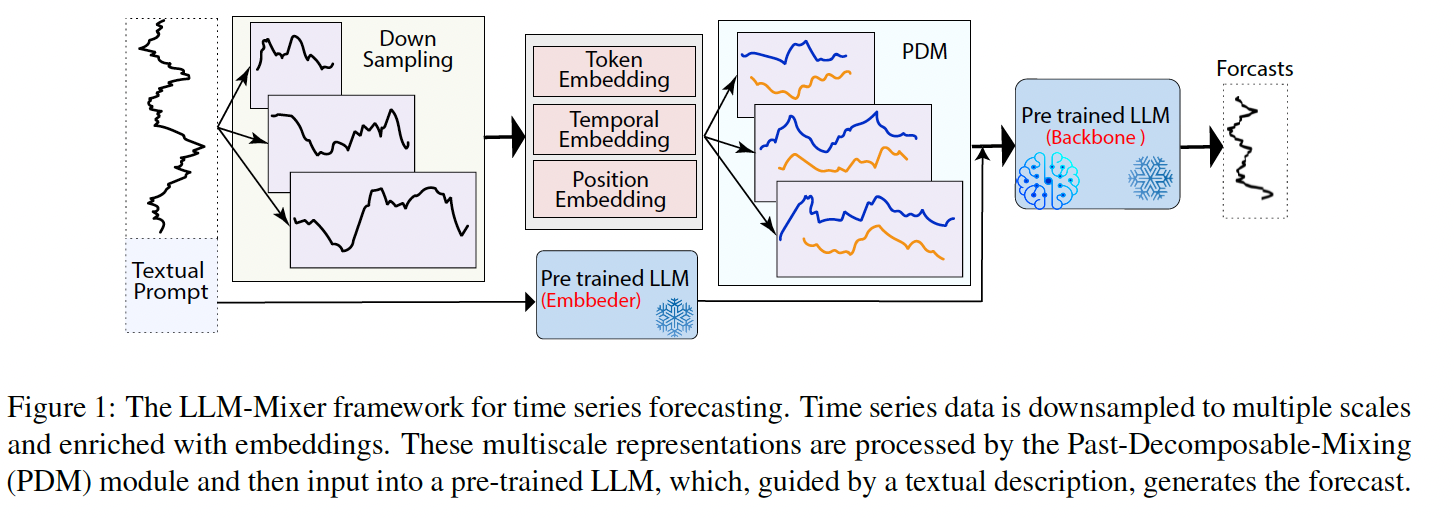 Down
Sampling
Token
Embedding
Temporal
Embedding
Position
Embedding
PDM
Pre trained LLM
(Backbone )
Forcasts
Textual
Prompt
Pre trained LLM
(Embbeder)
Figure 1: The LLM-Mixer framework for time series forecasting. Time series data is downsampled to multiple scales
and enriched with embeddings. These multiscale representations are processed by the Past-Decomposable-Mixing
(PDM) module and then input into a pre-trained LLM, which, guided by a textual description, generates the forecast.